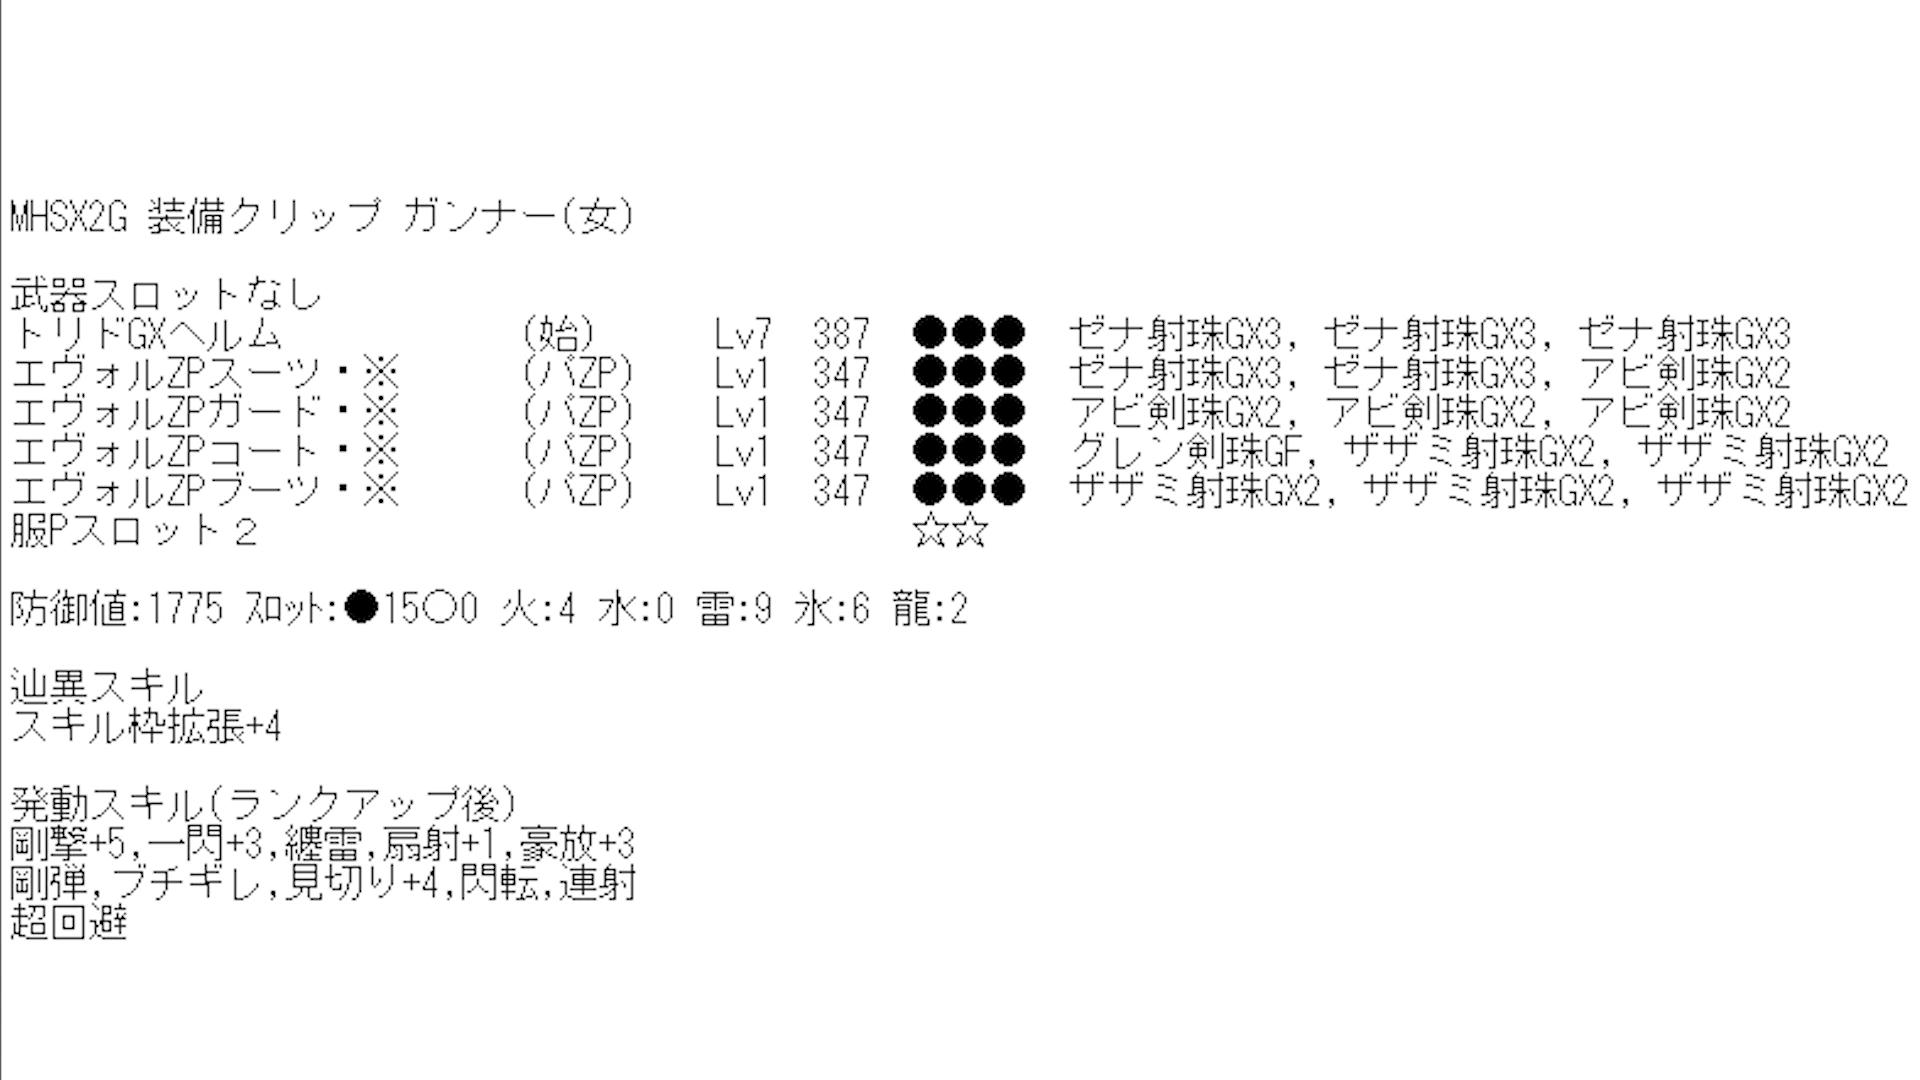 MHSX2G 装備クリップ ガンナー(女)
武器スロットなし
トリドGXヘルム (始) Lv7 387 ●●● ゼナ射珠GX3, ゼナ射珠GX3, ゼナ射珠GX3
エヴォルZPスーツ・※ (パZP) Lv1 347 ●●● ゼナ射珠GX3, ゼナ射珠GX3, アビ剣珠GX2
エヴォルZPガード・※ (パZP) Lv1 347 ●●● アビ剣珠GX2, アビ剣珠GX2, アビ剣珠GX2
エヴォルZPコート・※ (パZP) Lv1 347 ●●● グレン剣珠GF, ザザミ射珠GX2, ザザミ射珠GX2
エヴォルZPブーツ・※ (パZP) Lv1 347 ●●● ザザミ射珠GX2, ザザミ射珠GX2, ザザミ射珠GX2
服Pスロット２ ☆☆
防御値:1775 ｽﾛｯﾄ:●15○0 火:4 水:0 雷:9 氷:6 龍:2
辿異スキル
スキル枠拡張+4
発動スキル(ランクアップ後)
剛撃+5,一閃+3,纏雷,扇射+1,豪放+3
剛弾,ブチギレ,見切り+4,閃転,連射
超回避